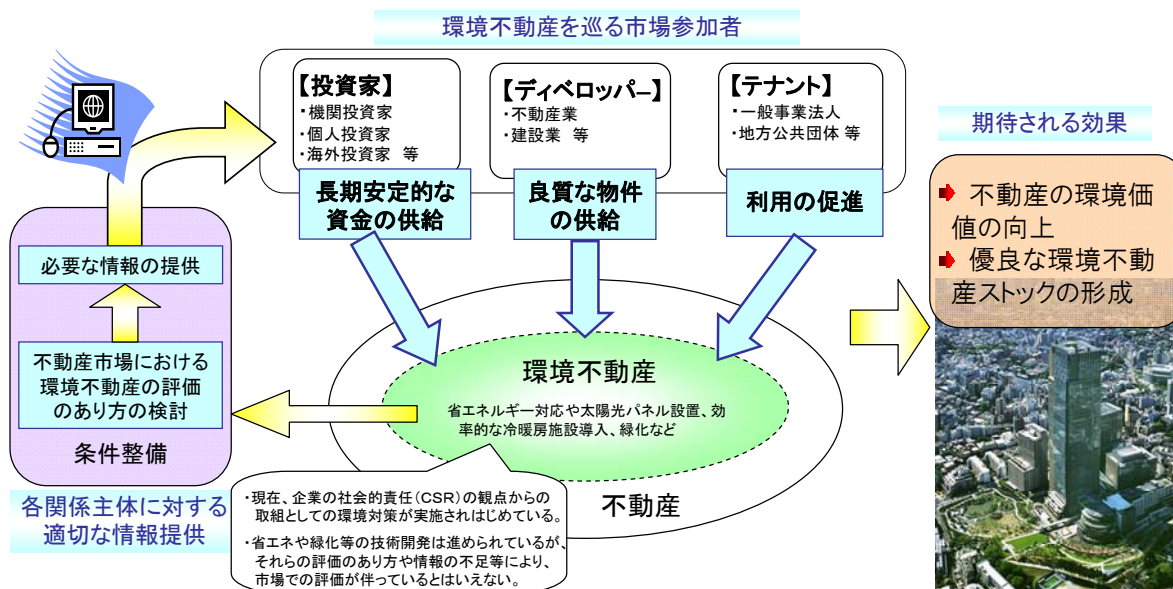 環境不動産を巡る市場参加者
【投資家】
・機関投資家
・個人投資家
・海外投資家 等
【ディベロッパー】
・不動産業
・建設業 等
【テナント】
・一般事業法人
・地方公共団体 等
長期安定的な
資金の供給
良質な物件
の供給
利用の促進
期待される効果
不動産の環境価
値の向上
優良な環境不動
産ストックの形成
必要な情報の提供
不動産市場における
環境不動産の評価
のあり方の検討
条件整備
各関係主体に対する
適切な情報提供
環境不動産
省エネルギー対応や太陽光パネル設置、効
率的な冷暖房施設導入、緑化など
不動産
・現在、企業の社会的責任(CSR)の観点からの
取組としての環境対策が実施されはじめている。
・省エネや緑化等の技術開発は進められているが、
それらの評価のあり方や情報の不足等により、
市場での評価が伴っているとはいえない。